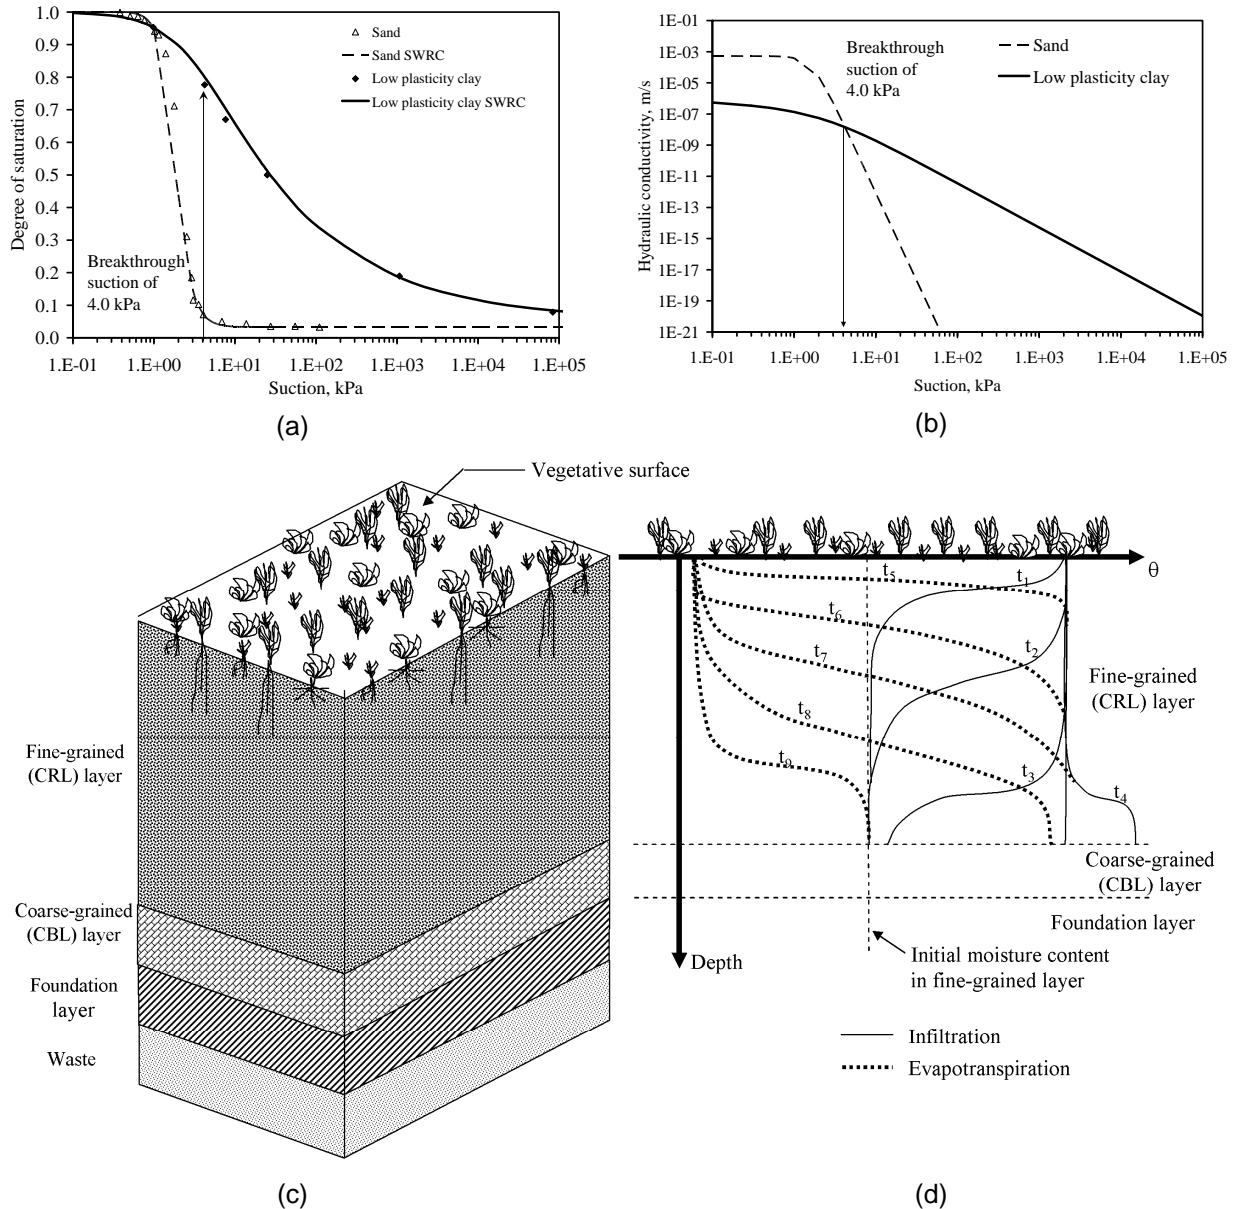 1.0
0.9
0.8
0.7
0.6
0.5
0.4
0.3
0.2
0.1
0.0
Degree of saturation
Sand
Sand SWRC
Low plasticity clay
Low plasticity clay SWRC
Breakthrough
suction of
4.0 kPa
1.E-01 1.E+00 1.E+01 1.E+02 1.E+03 1.E+04 1.E+05
Suction, kPa
(a)
1E-01
1E-03
1E-05
1E-07
1E-09
1E-11
1E-13
1E-15
1E-17
1E-19
1E-21
Hydraulic conductivity, m/s
Breakthrough
suction of
4.0 kPa
Sand
Low plasticity clay
1.E-01 1.E+00 1.E+01 1.E+02 1.E+03 1.E+04 1.E+05
Suction, kPa
(b)
Vegetative surface
Fine-grained
(CRL) layer
Coarse-grained
(CBL) layer
Foundation
layer
Waste
(c)
θ
t5
t1
t6
t2
t7
t8
t3
t9
t4
Fine-grained
(CRL) layer
Coarse-grained
(CBL) layer
Foundation layer
Depth
Initial moisture content
in fine-grained layer
Infiltration
Evapotranspiration
(d)